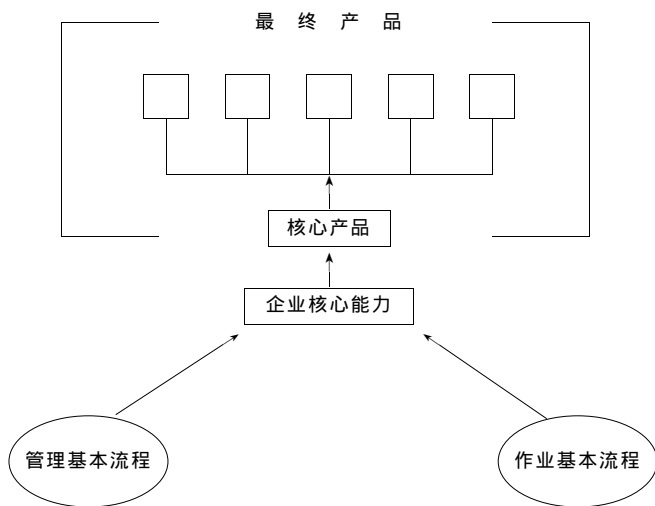 最终产品
核心产品
企业核心能力
管理基本流程
作业基本流程